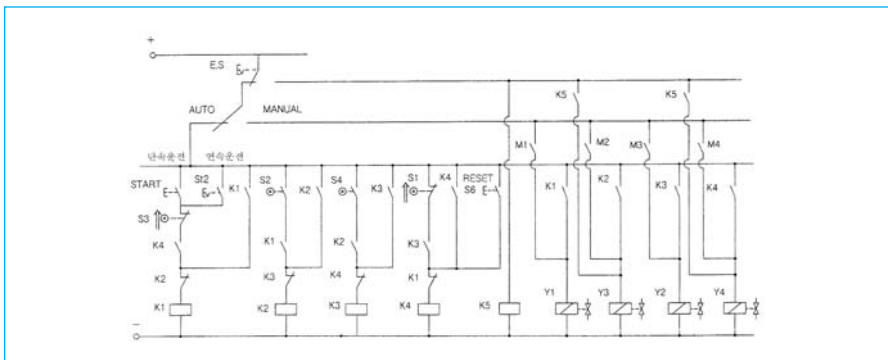 +
E.S
AUTO MANUAL
K5 K5
M1 M2 M3 M4
단속운전 연속운전
START St2 K1 S2 K2 S4 K3 S1 K4 RESET S6 K1 K2 K3 K4
S3
K4 K1 K2 K3
K2 K3 K4 K1
K1 K2 K3 K4 K5 Y1 Y3 Y2 Y4
-